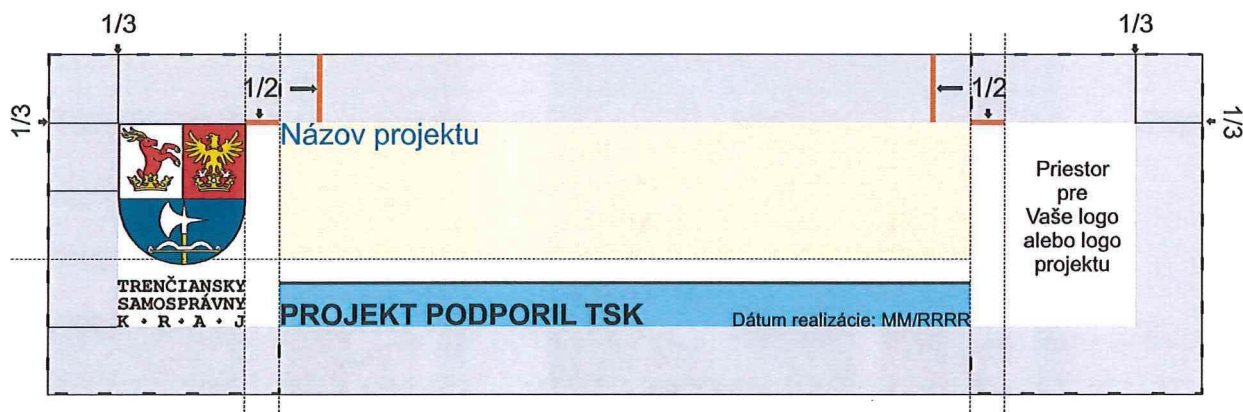 1/3
1/3
1/2
1/2
1/3
1/3
Názov projektu
Priestor
pre
Vaše logo
alebo logo
projektu
TRENČIANSKY
SAMOSPRÁVNY
K • R • A • J
PROJEKT PODPORIL TSK
Dátum realizácie: MM/RRRR